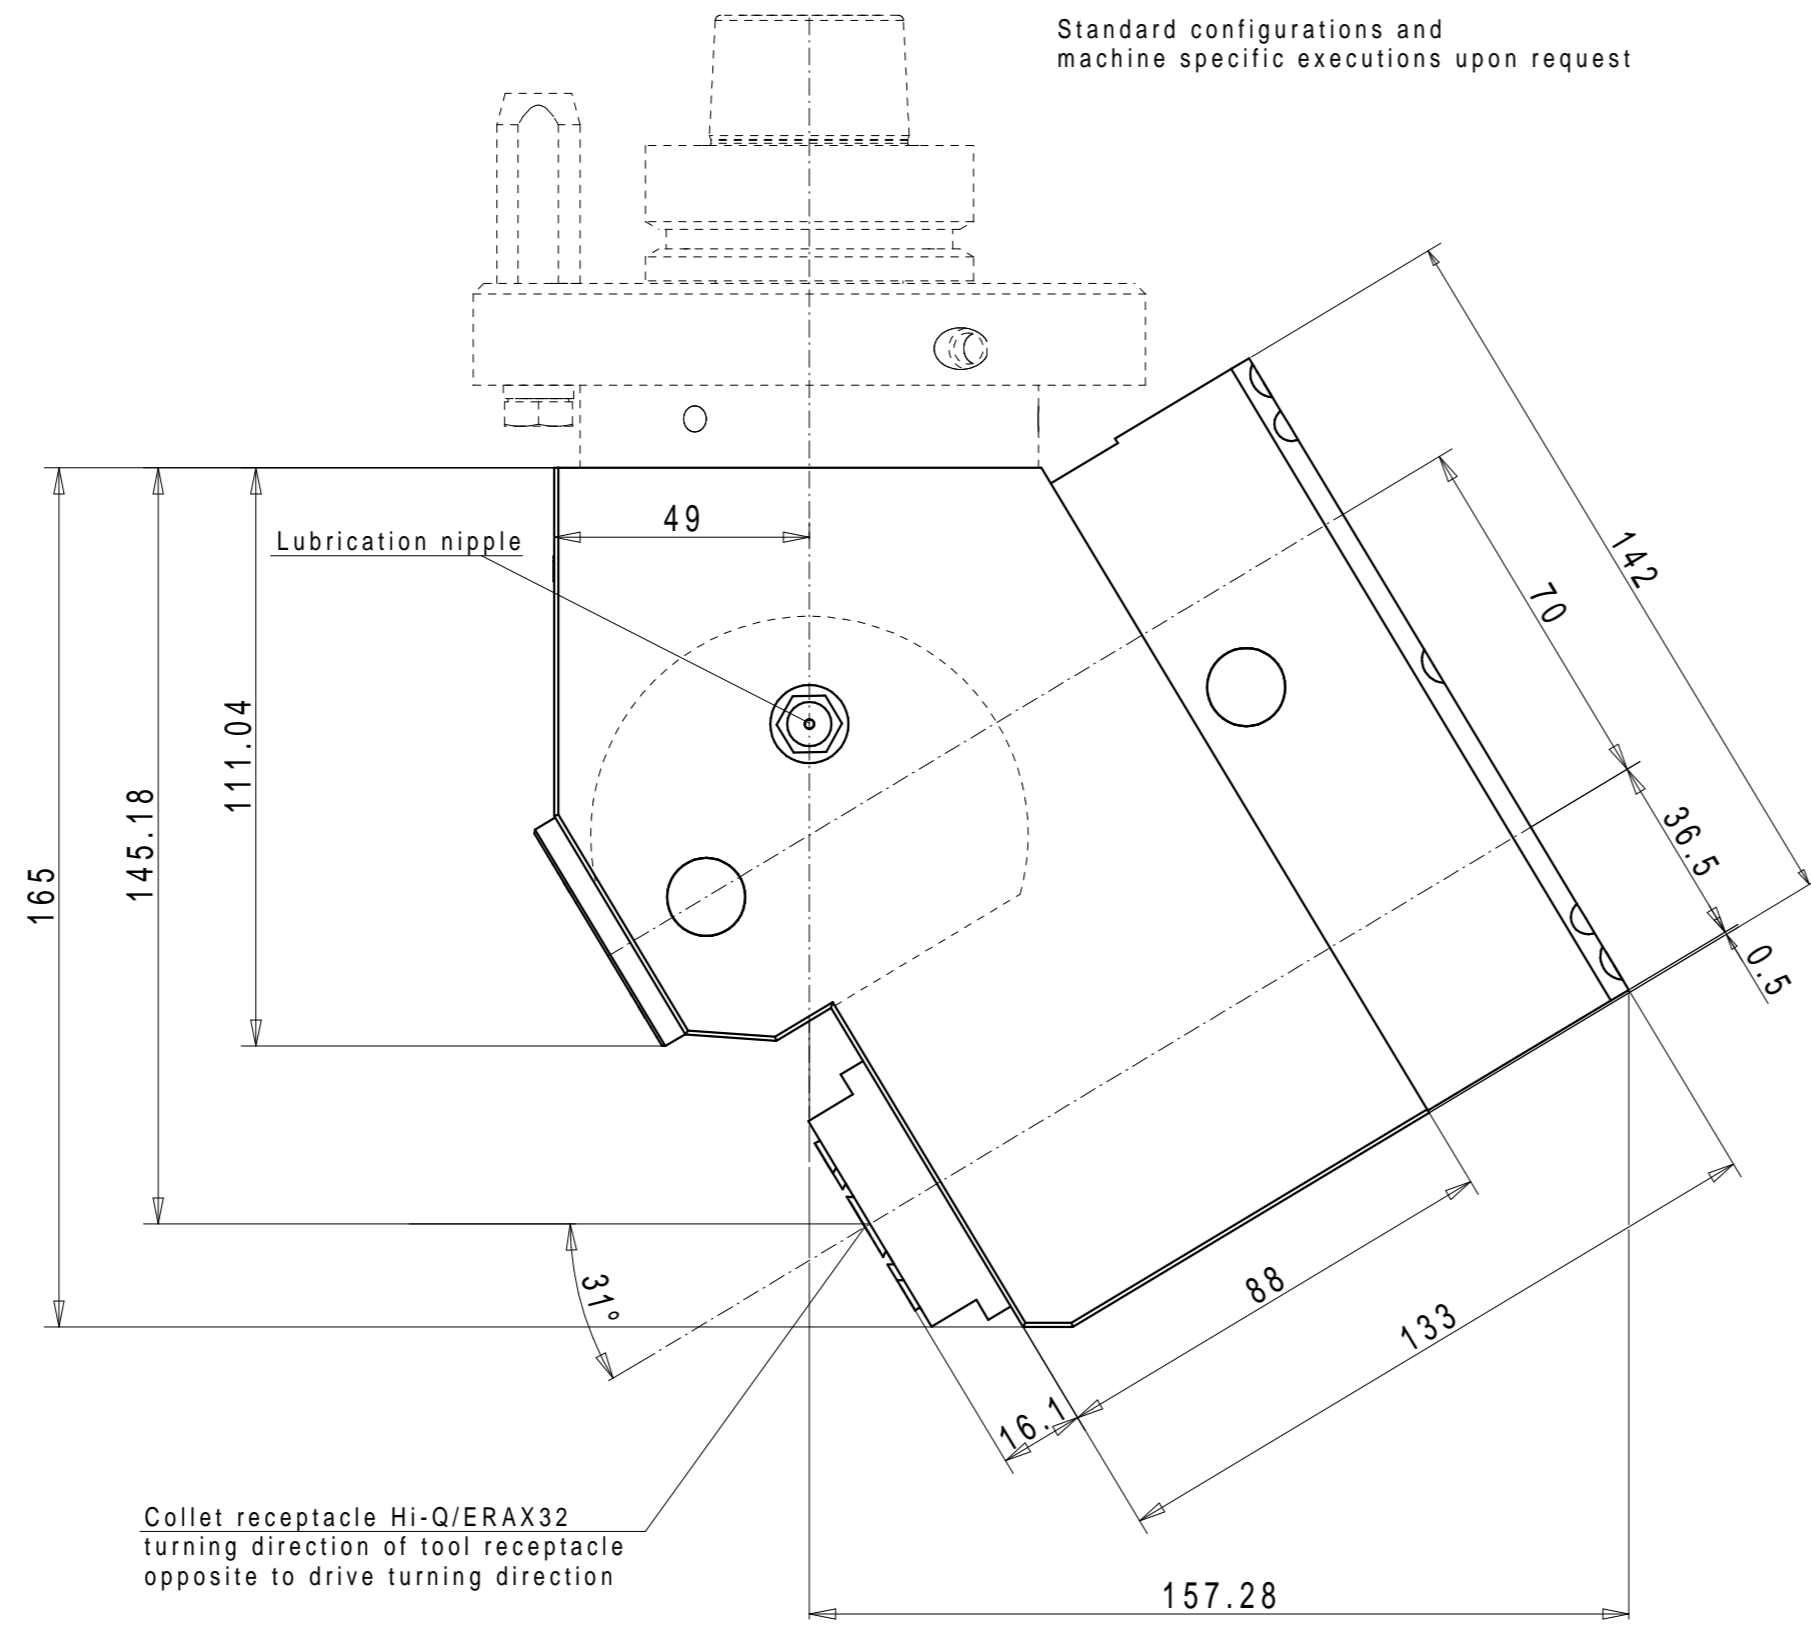 Standard configurations and
machine specific executions upon request
49
Lubrication nipple
142
70
111.04
145.18
165
36.5
0.5
31°
88
133
16.1
Collet receptacle Hi-Q/ERAX32
turning direction of tool receptacle
opposite to drive turning direction
157.28